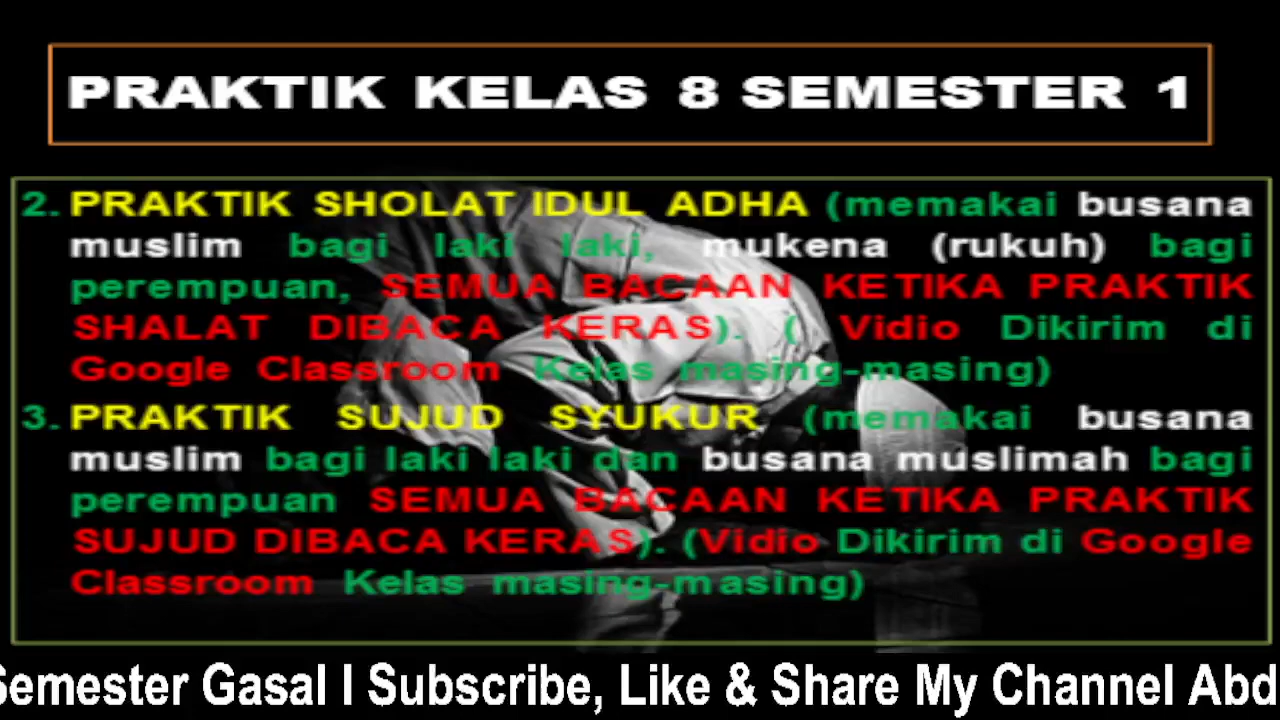 PRAKTIK KELAS 8 SEMESTER 1
2. PRAKTIK SHOLAT IDUL ADHA (memakai busana
muslim bagi laki laki, mukena (rukuh) bagi
perempuan, SEMUA BACAAN KETIKA PRAKTIK
SHALAT DIBACA KERAS). ( Vidio Dikirim di
Google Classroom Kelas masing-masing)
3. PRAKTIK SUJUD SYUKUR (memakai busana
muslim bagi laki laki dan busana muslimah bagi
perempuan SEMUA BACAAN KETIKA PRAKTIK
SUJUD DIBACA KERAS). (Vidio Dikirim di Google
Classroom Kelas masing-masing)
Semester Gasal I Subscribe, Like & Share My Channel Abd